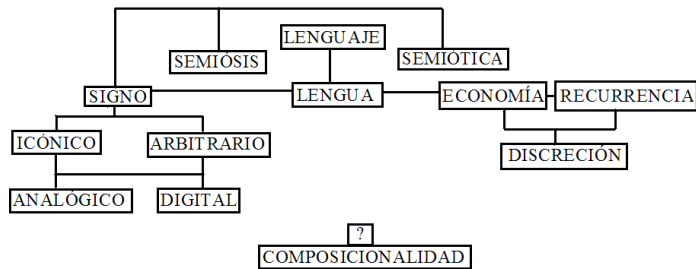 LENGUAJE
SEMIÓSIS
SEMIÓTICA
SIGNO
LENGUA
ECONOMÍA
RECURRENCIA
ICÓNICO
ARBITRARIO
DISCRECIÓN
ANALÓGICO
DIGITAL
?
COMPOSICIONALIDAD